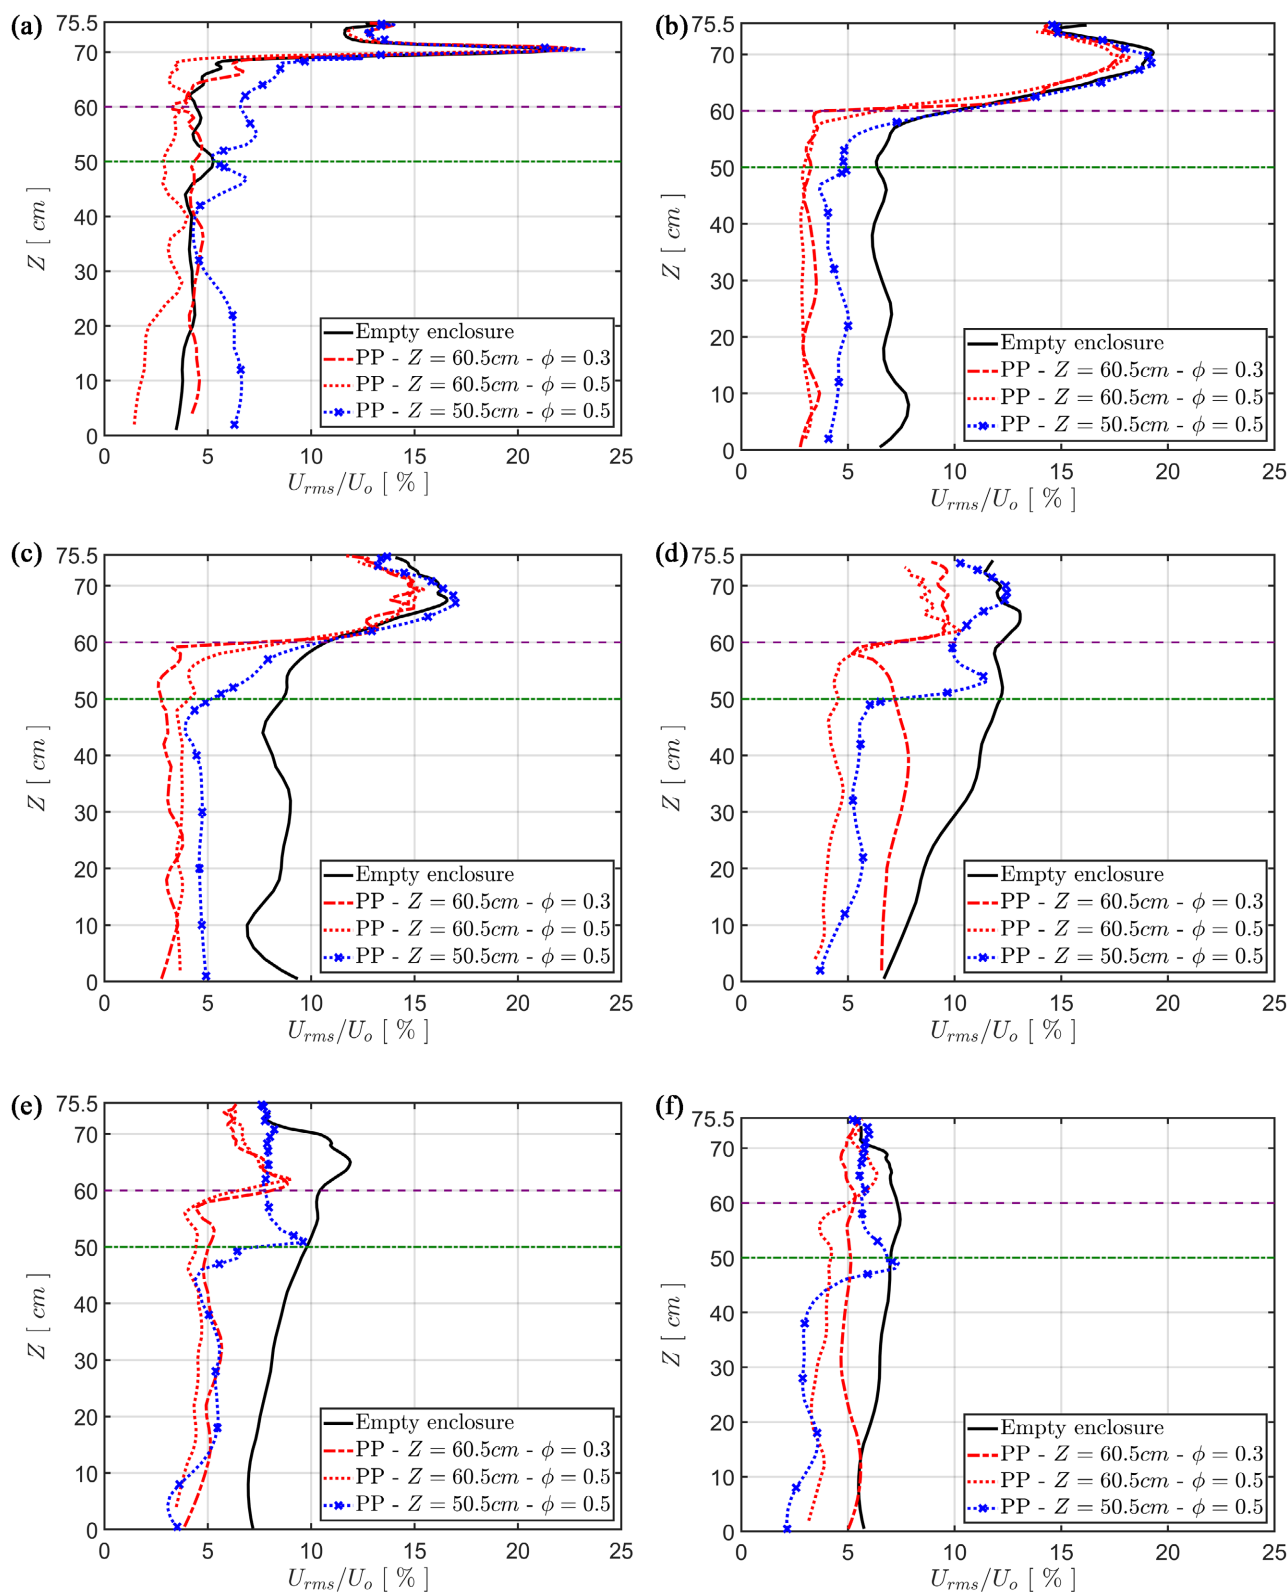 (a)
75.5
70
60
50
40
30
20
10
0
Z [ cm ]
Empty enclosure
PP - Z = 60.5cm - ϕ = 0.3
PP - Z = 60.5cm - ϕ = 0.5
PP - Z = 50.5cm - ϕ = 0.5
0 5 10 15 20 25
U_rms/U_o [ % ]
(b)
75.5
70
60
50
40
30
20
10
0
Z [ cm ]
Empty enclosure
PP - Z = 60.5cm - ϕ = 0.3
PP - Z = 60.5cm - ϕ = 0.5
PP - Z = 50.5cm - ϕ = 0.5
0 5 10 15 20 25
U_rms/U_o [ % ]
(c)
75.5
70
60
50
40
30
20
10
0
Z [ cm ]
Empty enclosure
PP - Z = 60.5cm - ϕ = 0.3
PP - Z = 60.5cm - ϕ = 0.5
PP - Z = 50.5cm - ϕ = 0.5
0 5 10 15 20 25
U_rms/U_o [ % ]
(d)
75.5
70
60
50
40
30
20
10
0
Z [ cm ]
Empty enclosure
PP - Z = 60.5cm - ϕ = 0.3
PP - Z = 60.5cm - ϕ = 0.5
PP - Z = 50.5cm - ϕ = 0.5
0 5 10 15 20 25
U_rms/U_o [ % ]
(e)
75.5
70
60
50
40
30
20
10
0
Z [ cm ]
Empty enclosure
PP - Z = 60.5cm - ϕ = 0.3
PP - Z = 60.5cm - ϕ = 0.5
PP - Z = 50.5cm - ϕ = 0.5
0 5 10 15 20 25
U_rms/U_o [ % ]
(f)
75.5
70
60
50
40
30
20
10
0
Z [ cm ]
Empty enclosure
PP - Z = 60.5cm - ϕ = 0.3
PP - Z = 60.5cm - ϕ = 0.5
PP - Z = 50.5cm - ϕ = 0.5
0 5 10 15 20 25
U_rms/U_o [ % ]